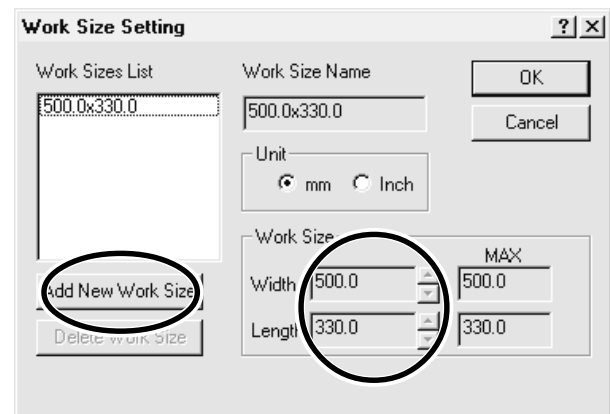 Work Size Setting
Work Sizes List
500.0x330.0
Add New Work Size
Delete Work Size
Work Size Name
500.0x330.0
Unit
mm Inch
Work Size
MAX
Width 500.0 500.0
Length 330.0 330.0
OK
Cancel